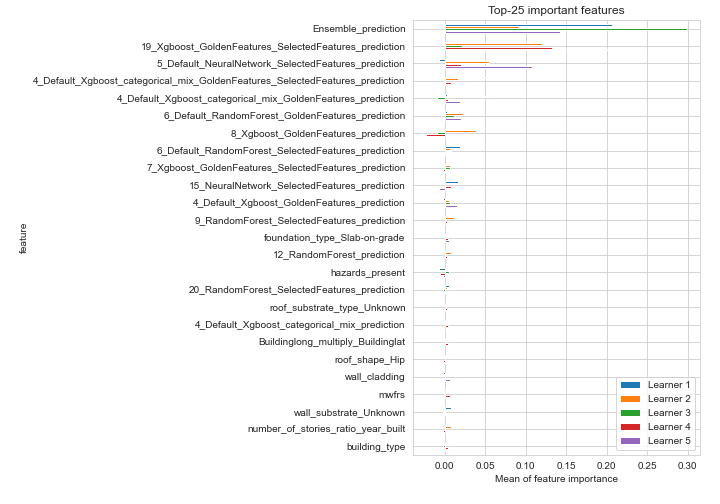 Top-25 important features
Ensemble_prediction
19_Xgboost_GoldenFeatures_SelectedFeatures_prediction
5_Default_NeuralNetwork_SelectedFeatures_prediction
4_Default_Xgboost_categorical_mix_GoldenFeatures_SelectedFeatures_prediction
4_Default_Xgboost_categorical_mix_GoldenFeatures_prediction
6_Default_RandomForest_GoldenFeatures_prediction
8_Xgboost_GoldenFeatures_prediction
6_Default_RandomForest_SelectedFeatures_prediction
7_Xgboost_GoldenFeatures_SelectedFeatures_prediction
15_NeuralNetwork_SelectedFeatures_prediction
4_Default_Xgboost_GoldenFeatures_prediction
9_RandomForest_SelectedFeatures_prediction
foundation_type_Slab-on-grade
12_RandomForest_prediction
hazards_present
20_RandomForest_SelectedFeatures_prediction
roof_substrate_type_Unknown
4_Default_Xgboost_categorical_mix_prediction
Buildinglong_multiply_Buildinglat
roof_shape_Hip
wall_cladding
mwfrs
wall_substrate_Unknown
number_of_stories_ratio_year_built
building_type
feature
Learner 1
Learner 2
Learner 3
Learner 4
Learner 5
0.00 0.05 0.10 0.15 0.20 0.25 0.30
Mean of feature importance